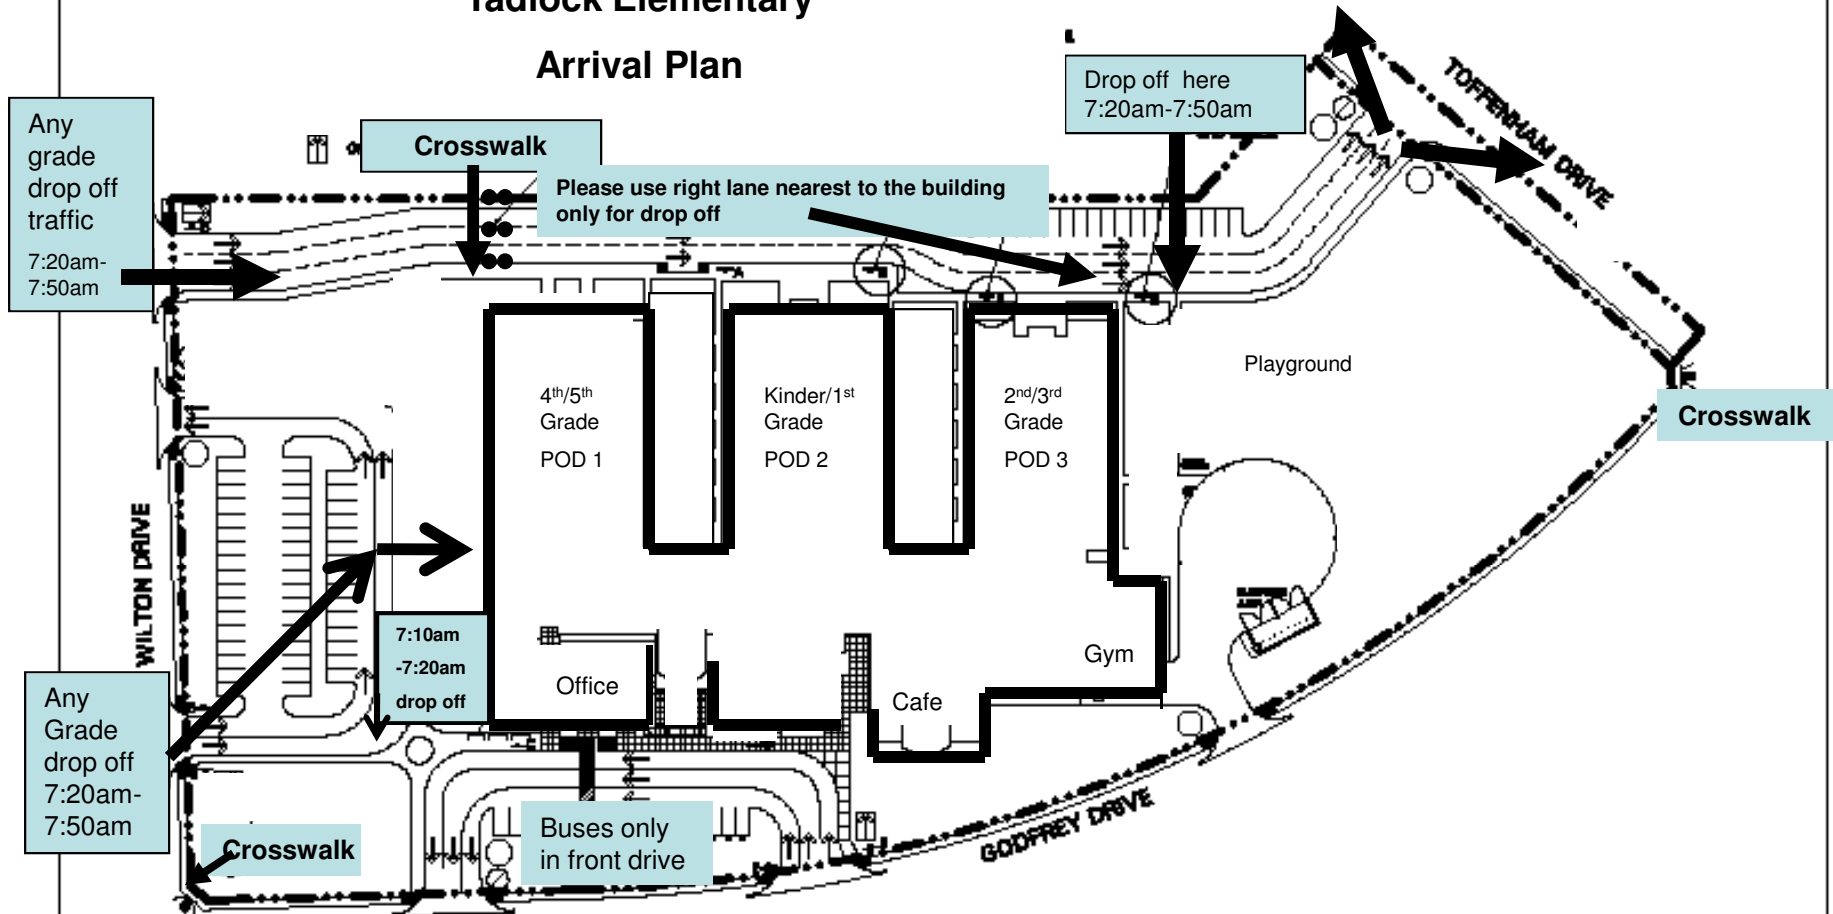 Tadlock Elementary
Arrival Plan
Any
grade
drop off
traffic
7:20am-
7:50am
Crosswalk
Please use right lane nearest to the building
only for drop off
Drop off here
7:20am-7:50am
TOFFENHAM DRIVE
4th/5th
Grade
POD 1
Kinder/1st
Grade
POD 2
2nd/3rd
Grade
POD 3
Playground
Crosswalk
WILTON DRIVE
7:10am
-7:20am
drop off
Office
Cafe
Gym
Any
Grade
drop off
7:20am-
7:50am
Crosswalk
Buses only
in front drive
GODFREY DRIVE